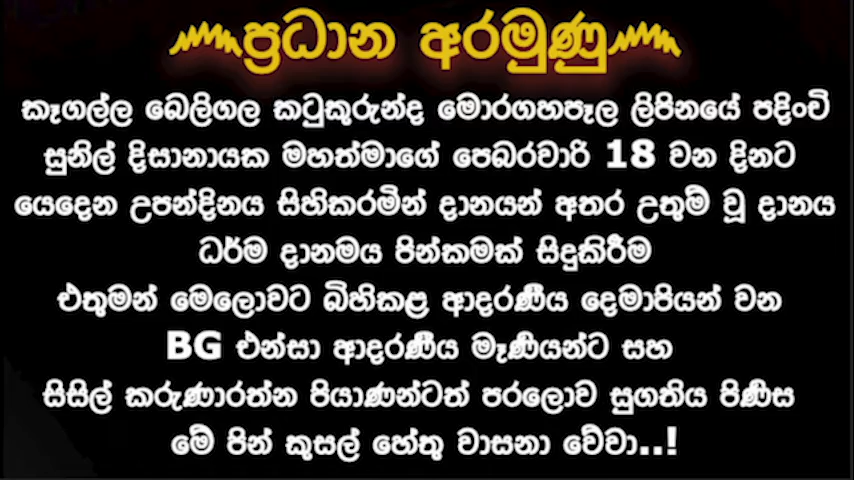 ප්‍රධාන අරමුණු
කෑගල්ල බෙලිගල කටුකුරුන්ද මොරගහපෑල ලිපිනයේ පදිංචි
සුනිල් දිසානායක මහත්මාගේ පෙබරවාරි 18 වන දිනට
යෙදෙන උපන්දිනය සිහිකරමින් දානයන් අතර උතුම් වූ දානය
ධර්ම දානමය පින්කමක් සිදුකිරීම
එතුමන් මෙලොවට බිහිකළ ආදරණීය දෙමාපියන් වන
BG එන්සා ආදරණීය මෑණියන්ට සහ
සිසිල් කරුණාරත්න පියාණන්ටත් පරලොව සුගතිය පිණිස
මේ පින් කුසල් හේතු වාසනා වේවා..!